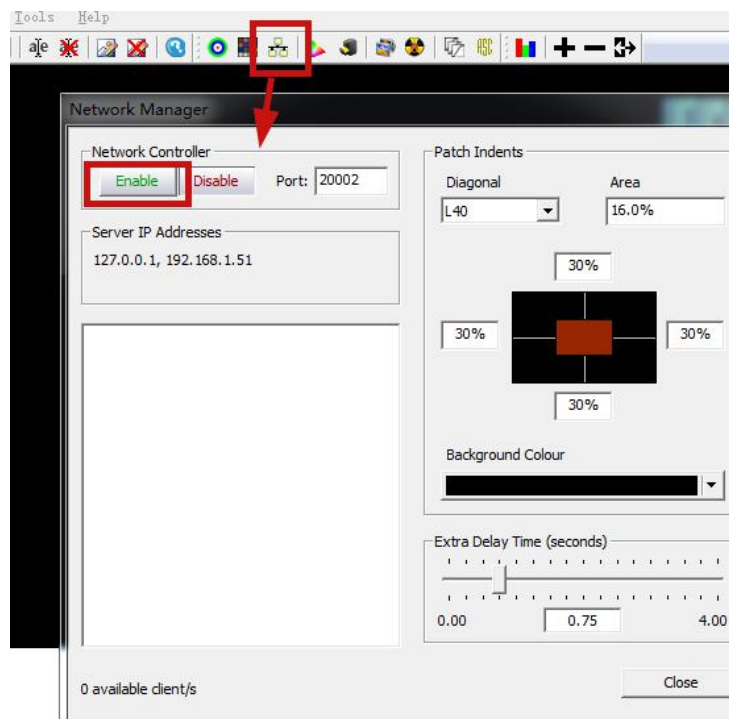 Tools Help
a|e
ASC
Network Manager
Network Controller
Enable Disable Port: 20002
Server IP Addresses
127.0.0.1, 192.168.1.51
0 available client/s
Patch Indents
Diagonal Area
L40 16.0%
30%
30% 30%
30%
Background Colour
Extra Delay Time (seconds)
0.00 0.75 4.00
Close